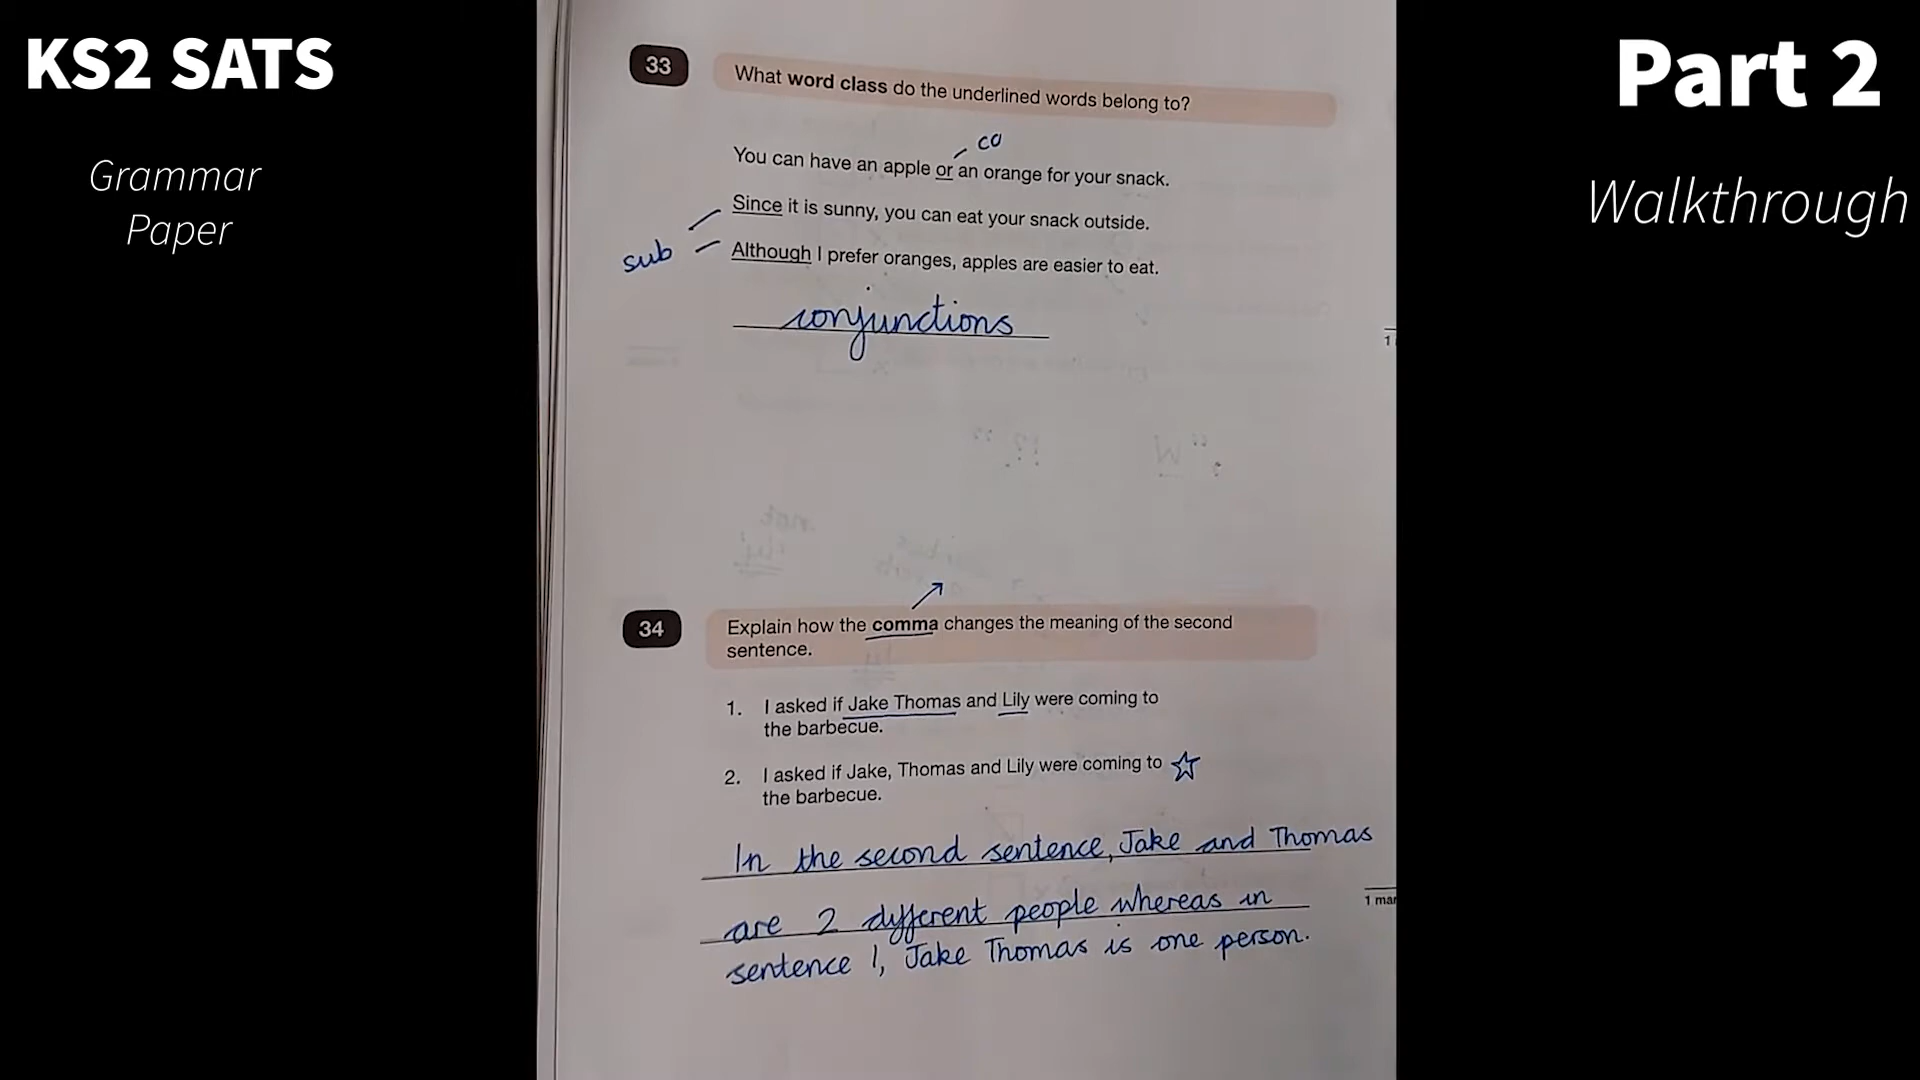 KS2 SATS
Grammar
Paper
Part 2
Walkthrough
33
What word class do the underlined words belong to?
co
You can have an apple or an orange for your snack.
Since it is sunny, you can eat your snack outside.
sub
Although I prefer oranges, apples are easier to eat.
conjunctions
1
34
Explain how the comma changes the meaning of the second
sentence.
1. I asked if Jake Thomas and Lily were coming to
the barbecue.
2. I asked if Jake, Thomas and Lily were coming to
the barbecue.
In the second sentence, Jake and Thomas
are 2 different people whereas in
1 mar
sentence 1, Jake Thomas is one person.